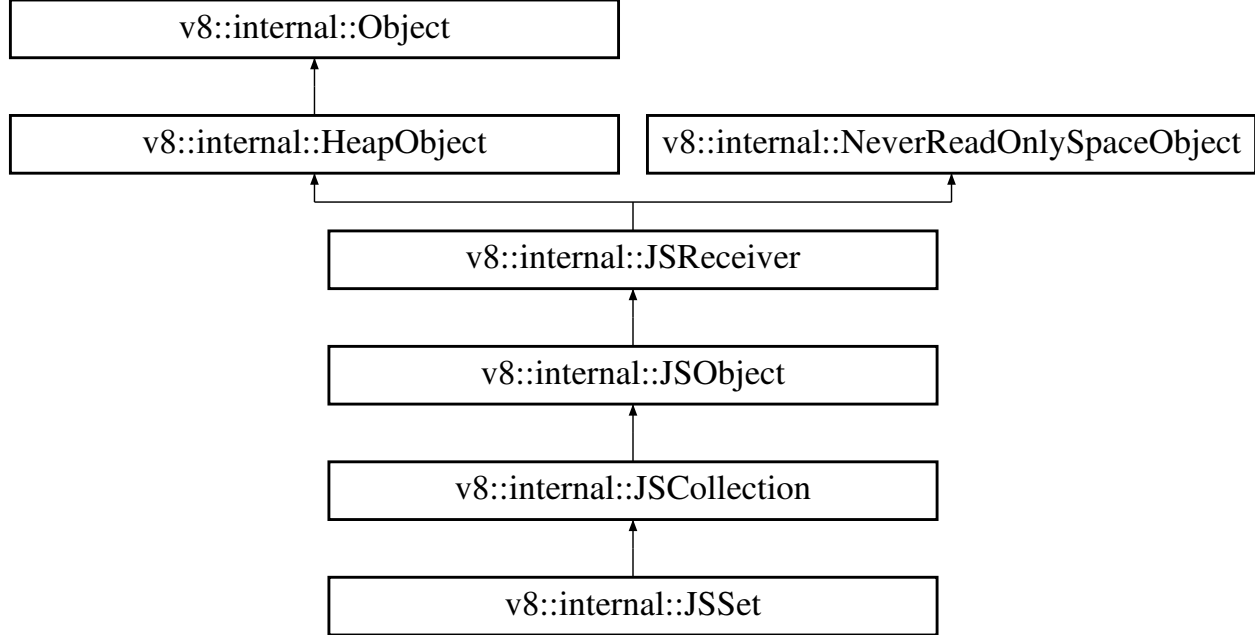 v8::internal::Object
v8::internal::HeapObject
v8::internal::NeverReadOnlySpaceObject
v8::internal::JSReceiver
v8::internal::JSObject
v8::internal::JSCollection
v8::internal::JSSet